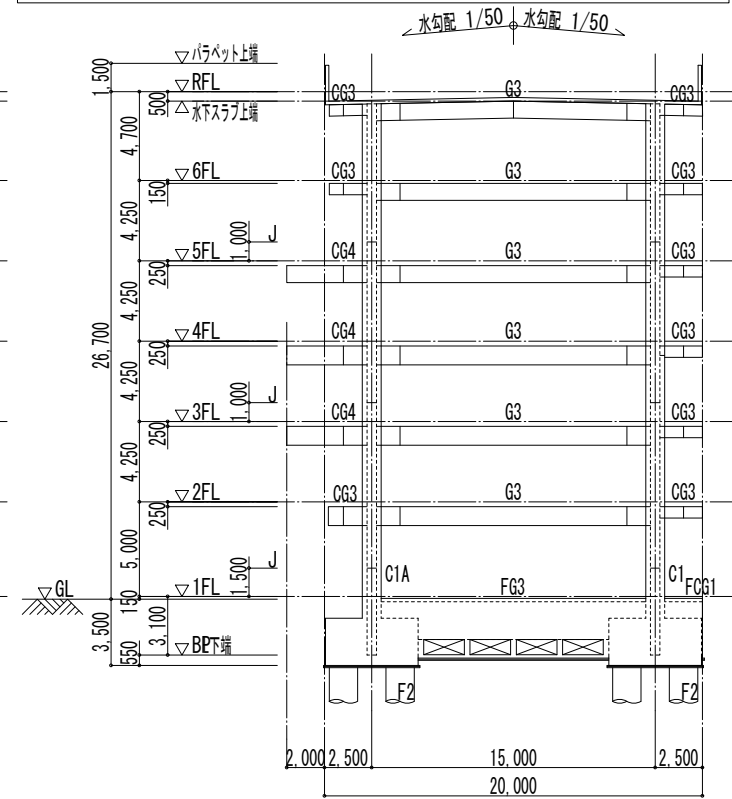 水勾配 1/50 水勾配 1/50
パラペット上端
1,500
RFL
500
水下スラブ上端
CG3 G3 CG3
4,700
6FL
150
CG3 G3 CG3
4,250
1,000 J
5FL
250
CG4 G3 CG3
4,250
26,700
4FL
250
CG4 G3 CG3
4,250
1,000 J
3FL
250
CG4 G3 CG3
4,250
2FL
250
CG3 G3 CG3
5,000
1,500 J
C1A C1
GL
1FL
FG3 FCG1
150
3,500
3,100
BP下端
550
F2 F2
2,000 2,500 15,000 2,500
20,000